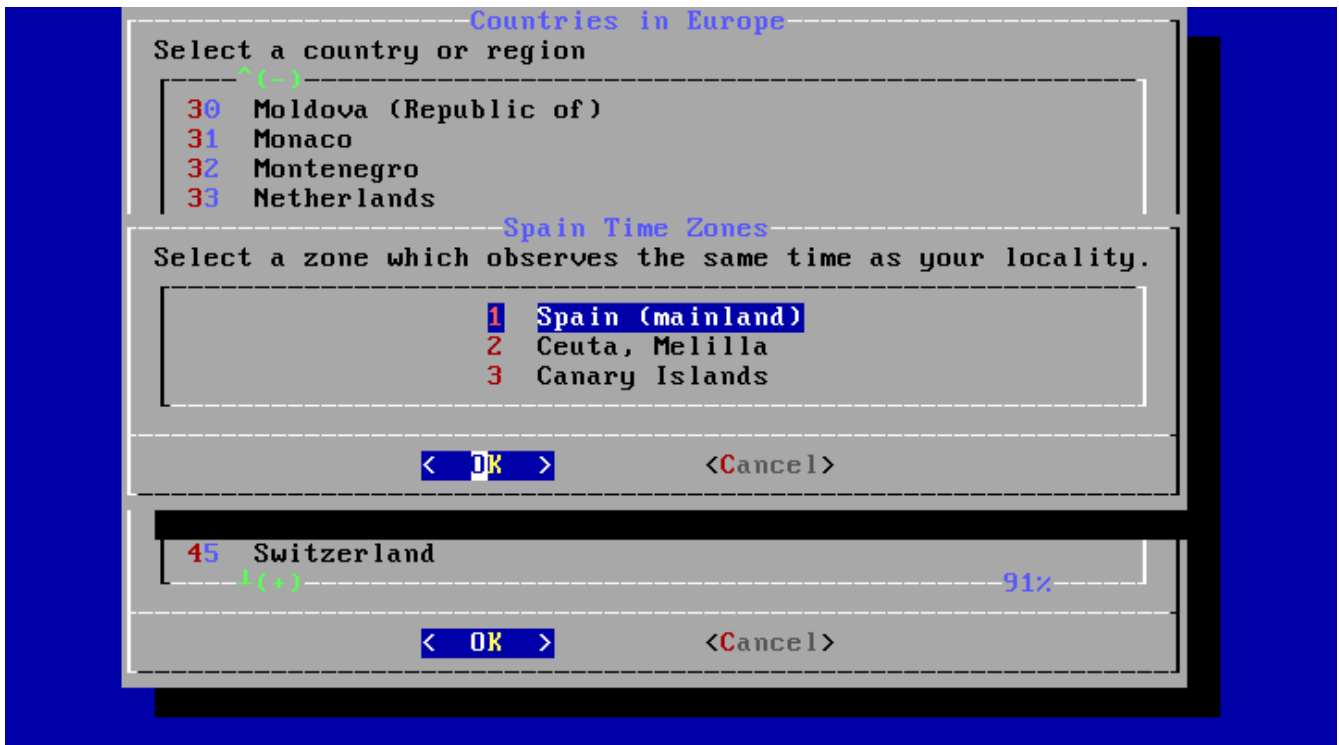 Countries in Europe
Select a country or region
^(-)
30 Moldova (Republic of)
31 Monaco
32 Montenegro
33 Netherlands
Spain Time Zones
Select a zone which observes the same time as your locality.
1 Spain (mainland)
2 Ceuta, Melilla
3 Canary Islands
< OK > <Cancel>
45 Switzerland
┴(+) 91%
< OK > <Cancel>